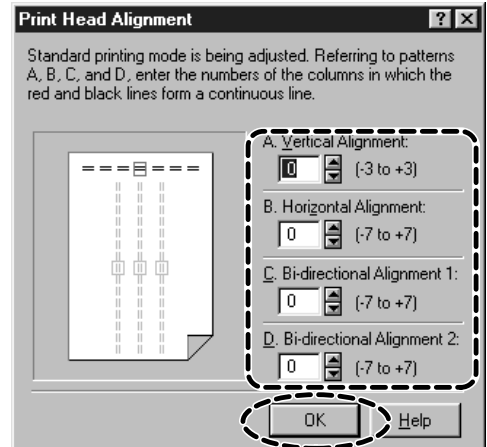 Print Head Alignment
Standard printing mode is being adjusted. Referring to patterns
A, B, C, and D, enter the numbers of the columns in which the
red and black lines form a continuous line.
A. Vertical Alignment:
0 (-3 to +3)
B. Horizontal Alignment:
0 (-7 to +7)
C. Bi-directional Alignment 1:
0 (-7 to +7)
D. Bi-directional Alignment 2:
0 (-7 to +7)
OK Help